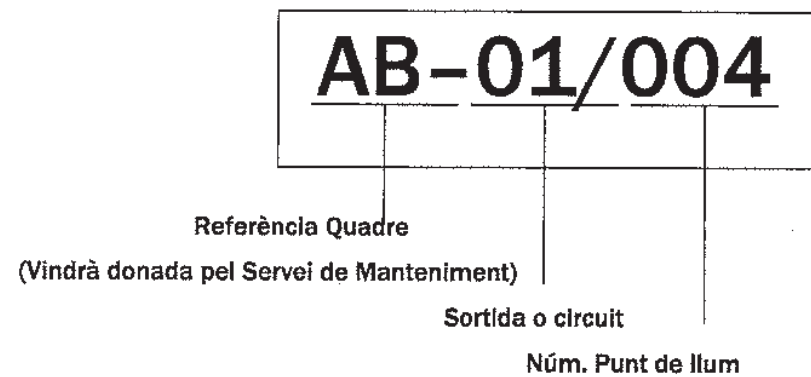 AB-01/004
Referència Quadre
(Vindrà donada pel Servei de Manteniment)
Sortida o circuit
Núm. Punt de llum